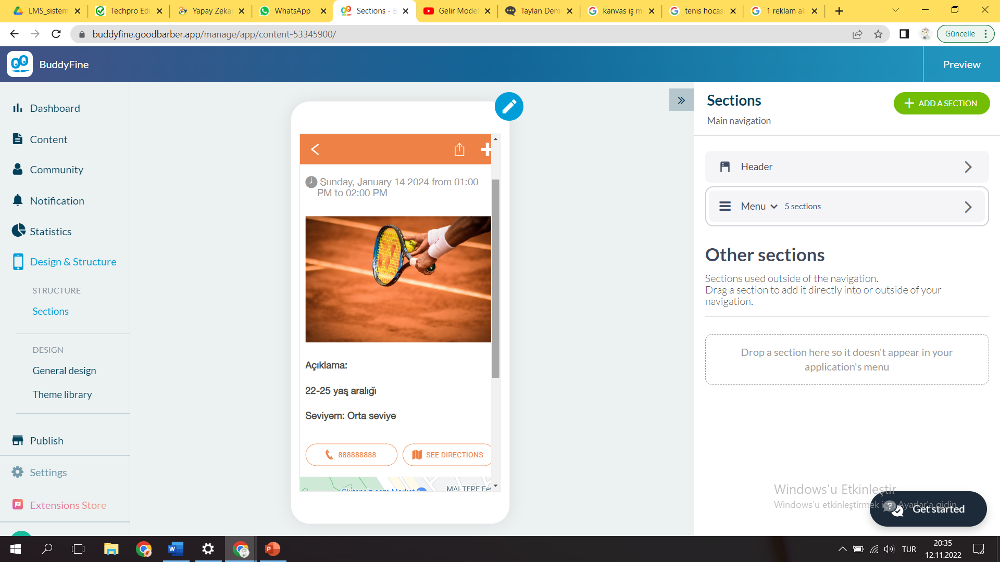 LMS_sistem
Techpro Edu
Yapay Zeka
WhatsApp
Sections - B
Gelir Model
Taylan Dem
kanvas iş m
tenis hocas
1 reklam alı
buddyfine.goodbarber.app/manage/app/content-53345900/
Güncelle
BuddyFine
Preview
Dashboard
Content
Community
Notification
Statistics
Design & Structure
STRUCTURE
Sections
DESIGN
General design
Theme library
Publish
Settings
Extensions Store
Sunday, January 14 2024 from 01:00
PM to 02:00 PM
Açıklama:
22-25 yaş aralığı
Seviyem: Orta seviye
888888888
SEE DIRECTIONS
MALTEPE
Sections
ADD A SECTION
Main navigation
Header
Menu
5 sections
Other sections
Sections used outside of the navigation.
Drag a section to add it directly into or outside of your
navigation.
Drop a section here so it doesn't appear in your
application's menu
Windows'u Etkinleştir
Windows'u etkinleştirmek için Ayarlar'a gidin
Get started
TUR
20:35
12.11.2022